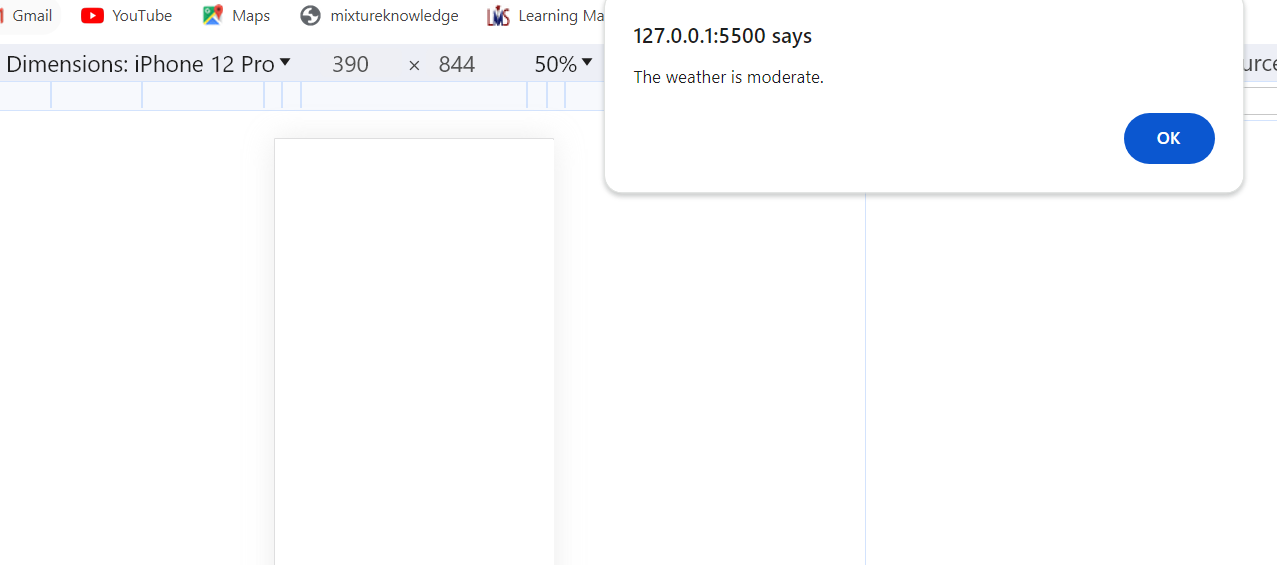 Gmail YouTube Maps mixtureknowledge Learning Ma
127.0.0.1:5500 says
Dimensions: iPhone 12 Pro 390 × 844 50%
urce
The weather is moderate.
OK